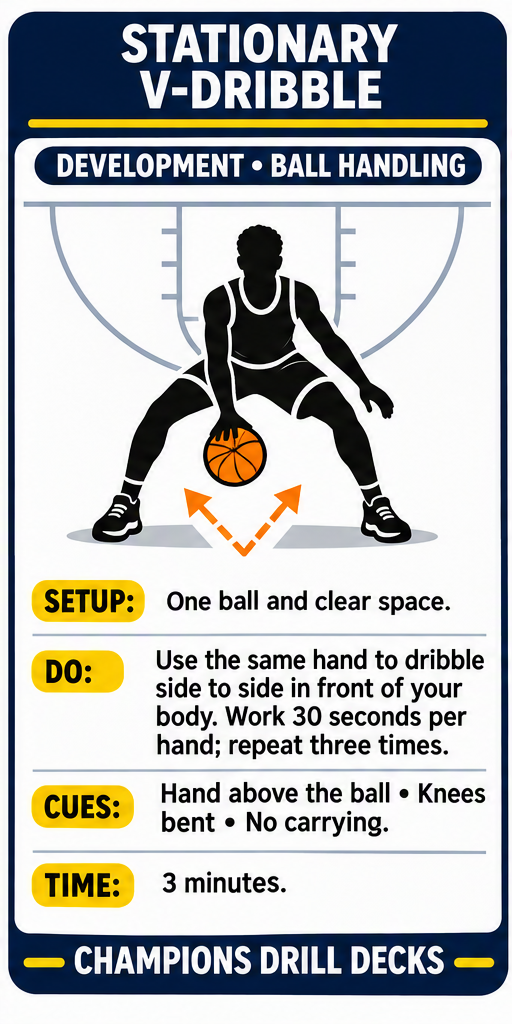 STATIONARY
V-DRIBBLE
DEVELOPMENT • BALL HANDLING
SETUP: One ball and clear space.
DO: Use the same hand to dribble
side to side in front of your
body. Work 30 seconds per
hand; repeat three times.
CUES: Hand above the ball • Knees
bent • No carrying.
TIME: 3 minutes.
CHAMPIONS DRILL DECKS